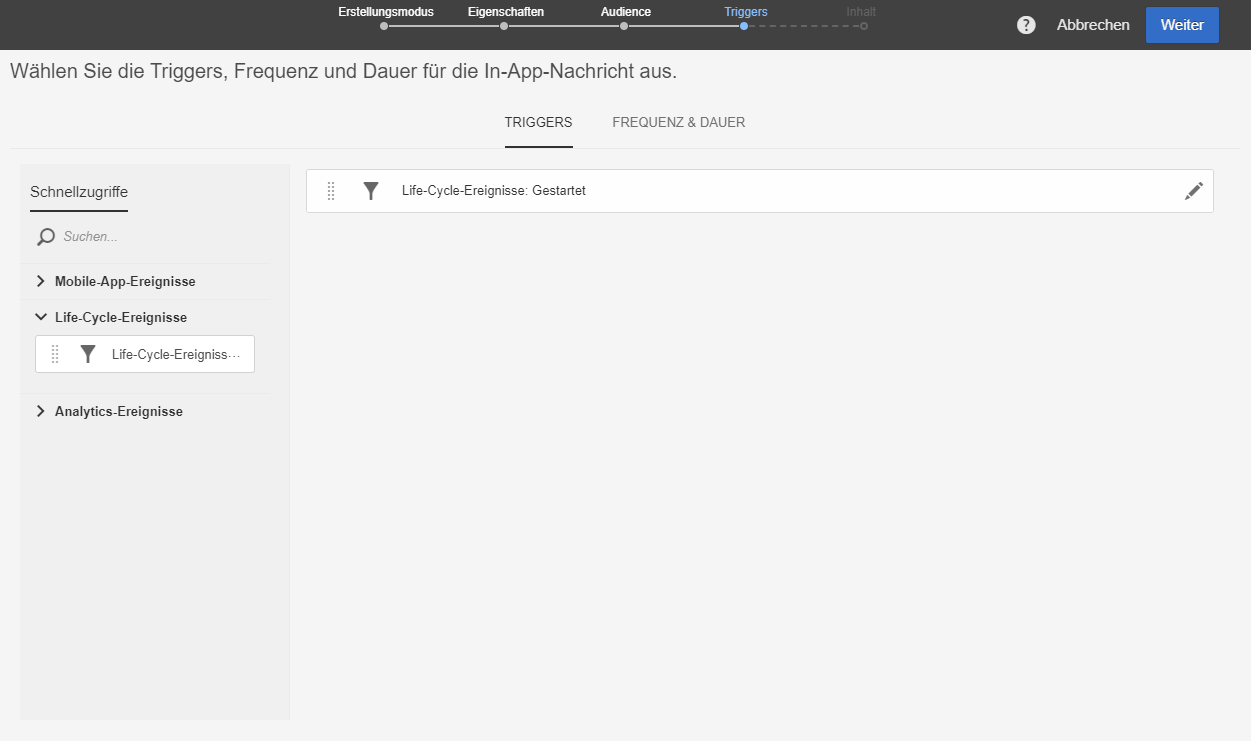 Erstellungsmodus Eigenschaften Audience Triggers Inhalt
? Abbrechen Weiter
Wählen Sie die Triggers, Frequenz und Dauer für die In-App-Nachricht aus.
TRIGGERS FREQUENZ & DAUER
Schnellzugriffe
Suchen...
Mobile-App-Ereignisse
Life-Cycle-Ereignisse
Life-Cycle-Ereigniss...
Analytics-Ereignisse
Life-Cycle-Ereignisse: Gestartet